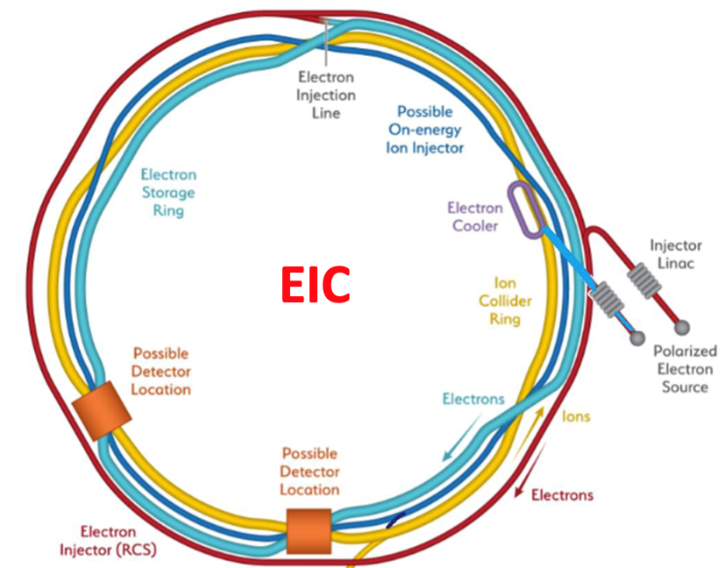 Electron
Injection
Line
Possible
On-energy
Ion Injector
Electron
Storage
Ring
Electron
Cooler
Injector
Linac
EIC
Ion
Collider
Ring
Polarized
Electron
Source
Possible
Detector
Location
Electrons
Ions
Possible
Detector
Location
Electrons
Electron
Injector (RCS)